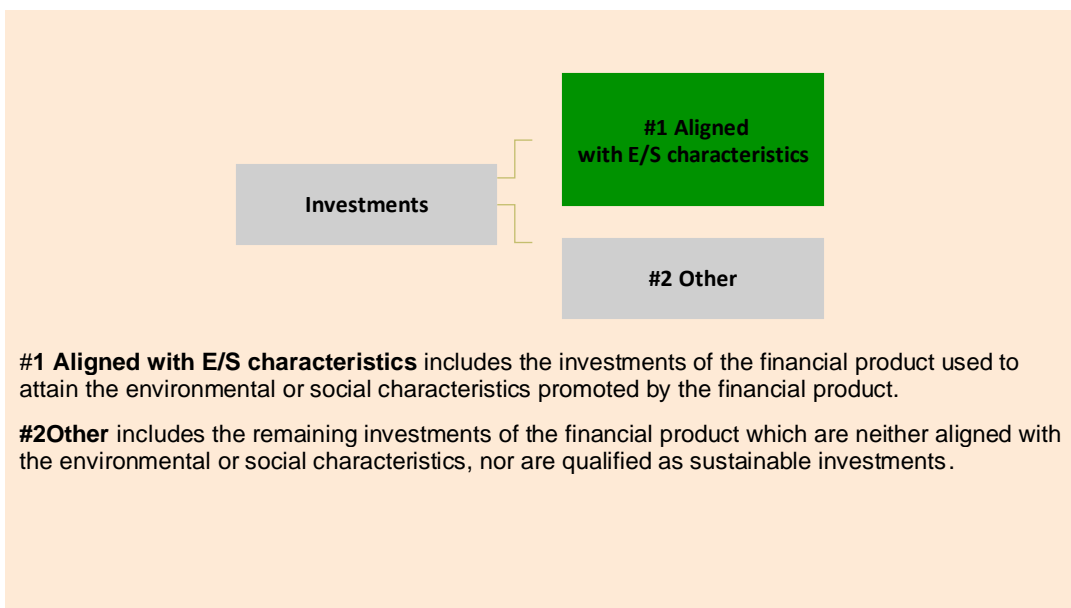 #1 Aligned
with E/S characteristics
Investments
#2 Other
#1 Aligned with E/S characteristics includes the investments of the financial product used to
attain the environmental or social characteristics promoted by the financial product.
#2Other includes the remaining investments of the financial product which are neither aligned with
the environmental or social characteristics, nor are qualified as sustainable investments.